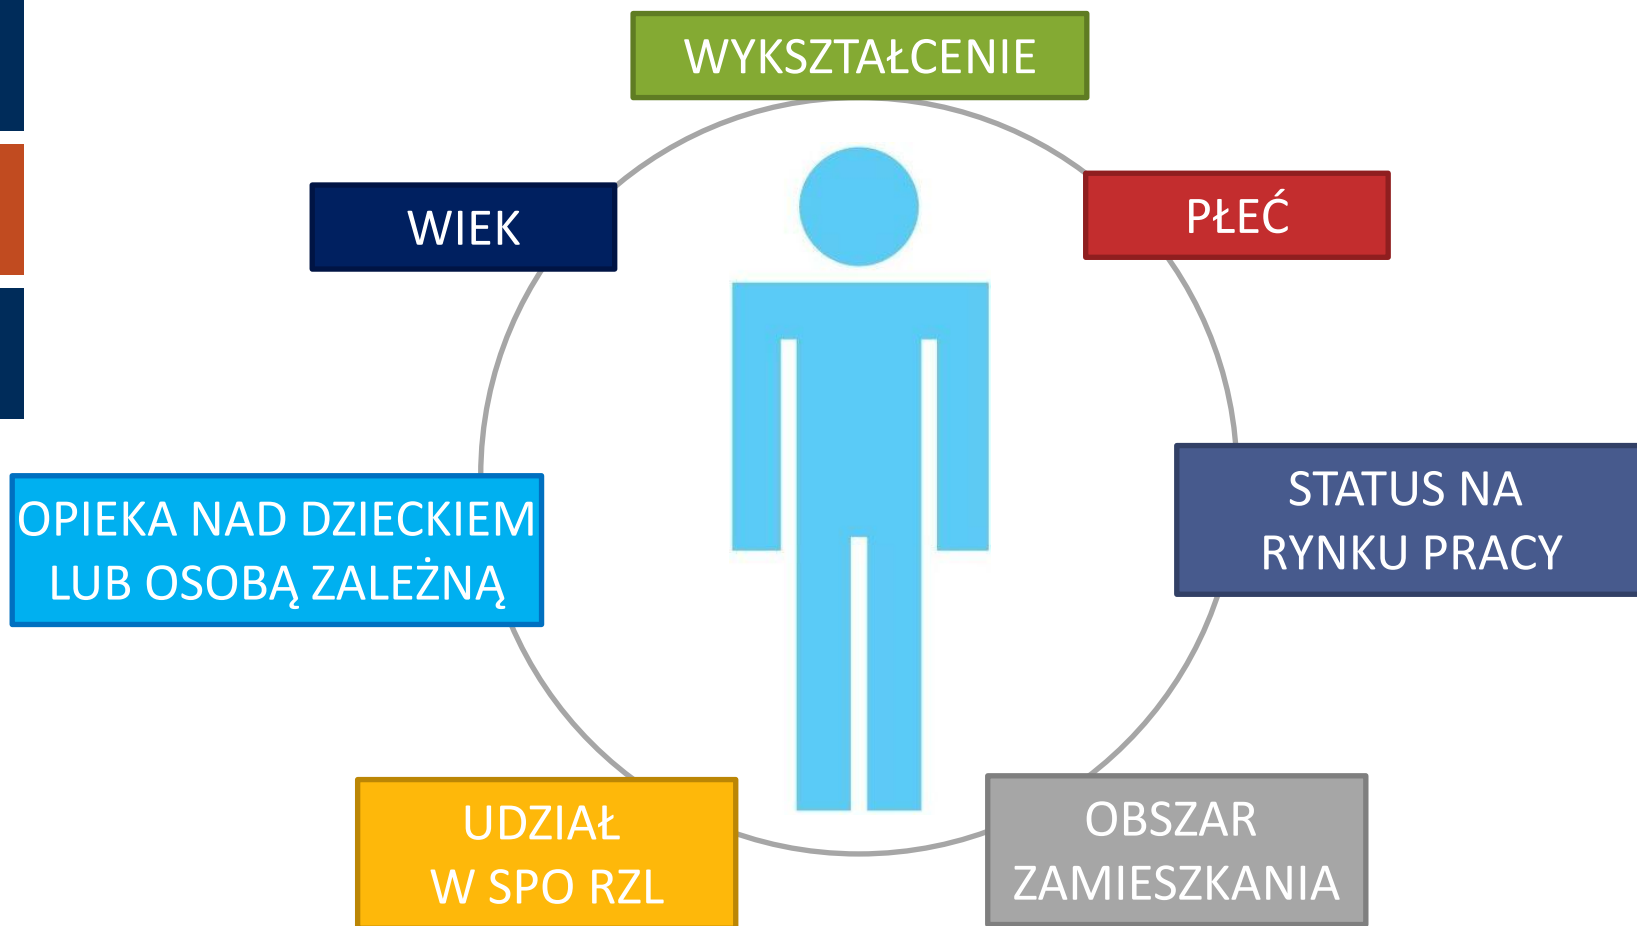 WYKSZTAŁCENIE
WIEK
PŁEĆ
OPIEKA NAD DZIECKIEM
LUB OSOBĄ ZALEŻNĄ
STATUS NA
RYNKU PRACY
UDZIAŁ
W SPO RZL
OBSZAR
ZAMIESZKANIA